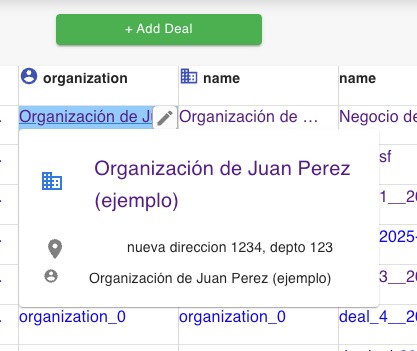 + Add Deal
organization name name
Organización de Ju Organización de ... Negocio de
Organización de Juan Perez
(ejemplo)
sf
1__20
nueva direccion 1234, depto 123
2025-
Organización de Juan Perez (ejemplo)
3__20
organization_0 organization_0 deal_4__20